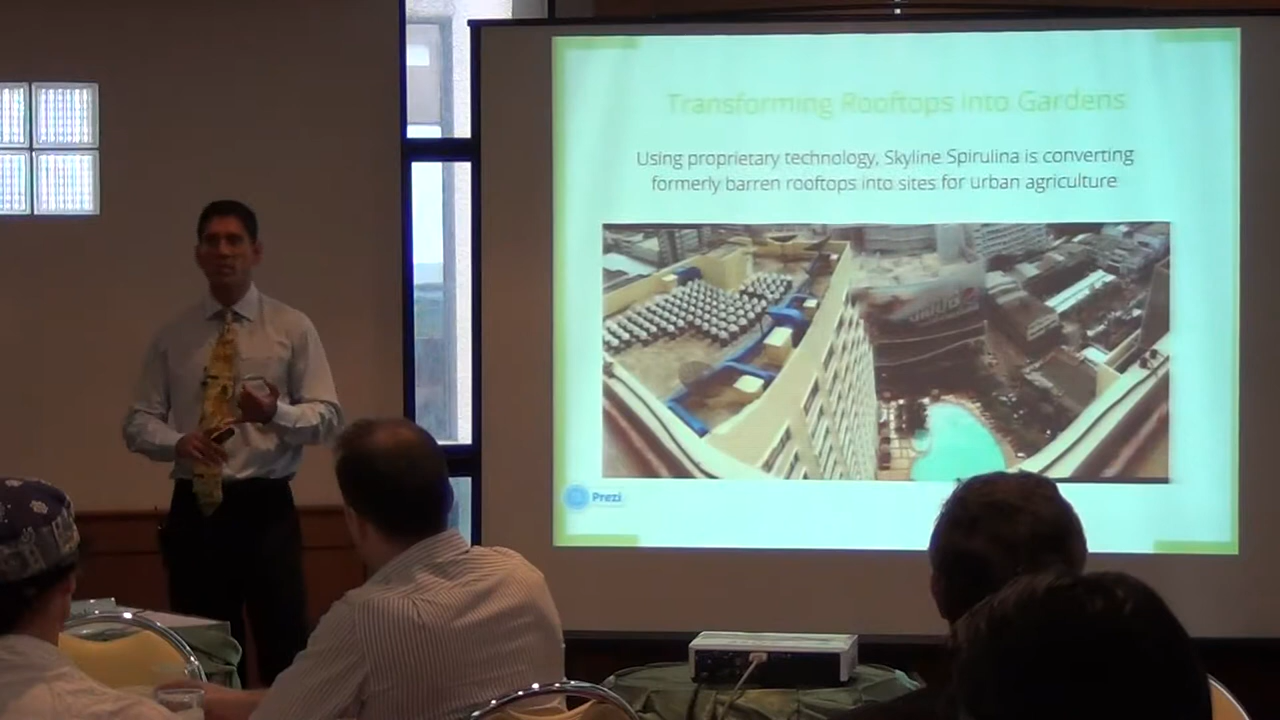 Transforming Rooftops into Gardens
Using proprietary technology, Skyline Spirulina is converting
formerly barren rooftops into sites for urban agriculture
Prezi